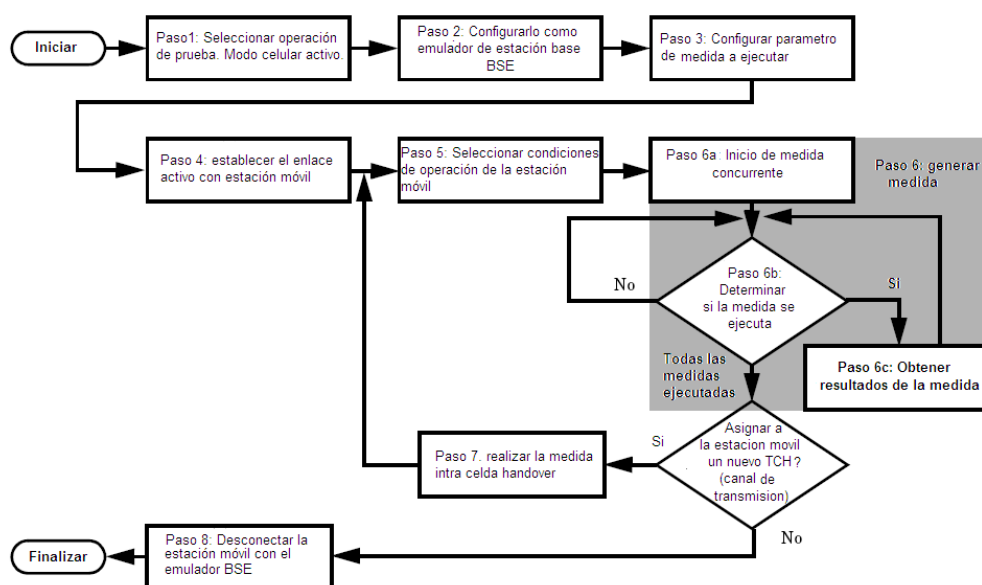 Iniciar
Paso1: Seleccionar operación
de prueba. Modo celular activo.
Paso 2: Configurarlo como
emulador de estación base
BSE
Paso 3: Configurar parametro
de medida a ejecutar
Paso 4: establecer el enlace
activo con estación móvil
Paso 5: Seleccionar condiciones
de operación de la estación
móvil
Paso 6a: Inicio de medida
concurrente
Paso 6: generar
medida
Paso 6b:
Determinar
si la medida se
ejecuta
No
Si
Paso 6c: Obtener
resultados de la medida
Todas las
medidas
ejecutadas
Asignar a
la estacion movil
un nuevo TCH?
(canal de
transmision)
Si
Paso 7. realizar la medida
intra celda handover
No
Paso 8: Desconectar la
estación móvil con el
emulador BSE
Finalizar